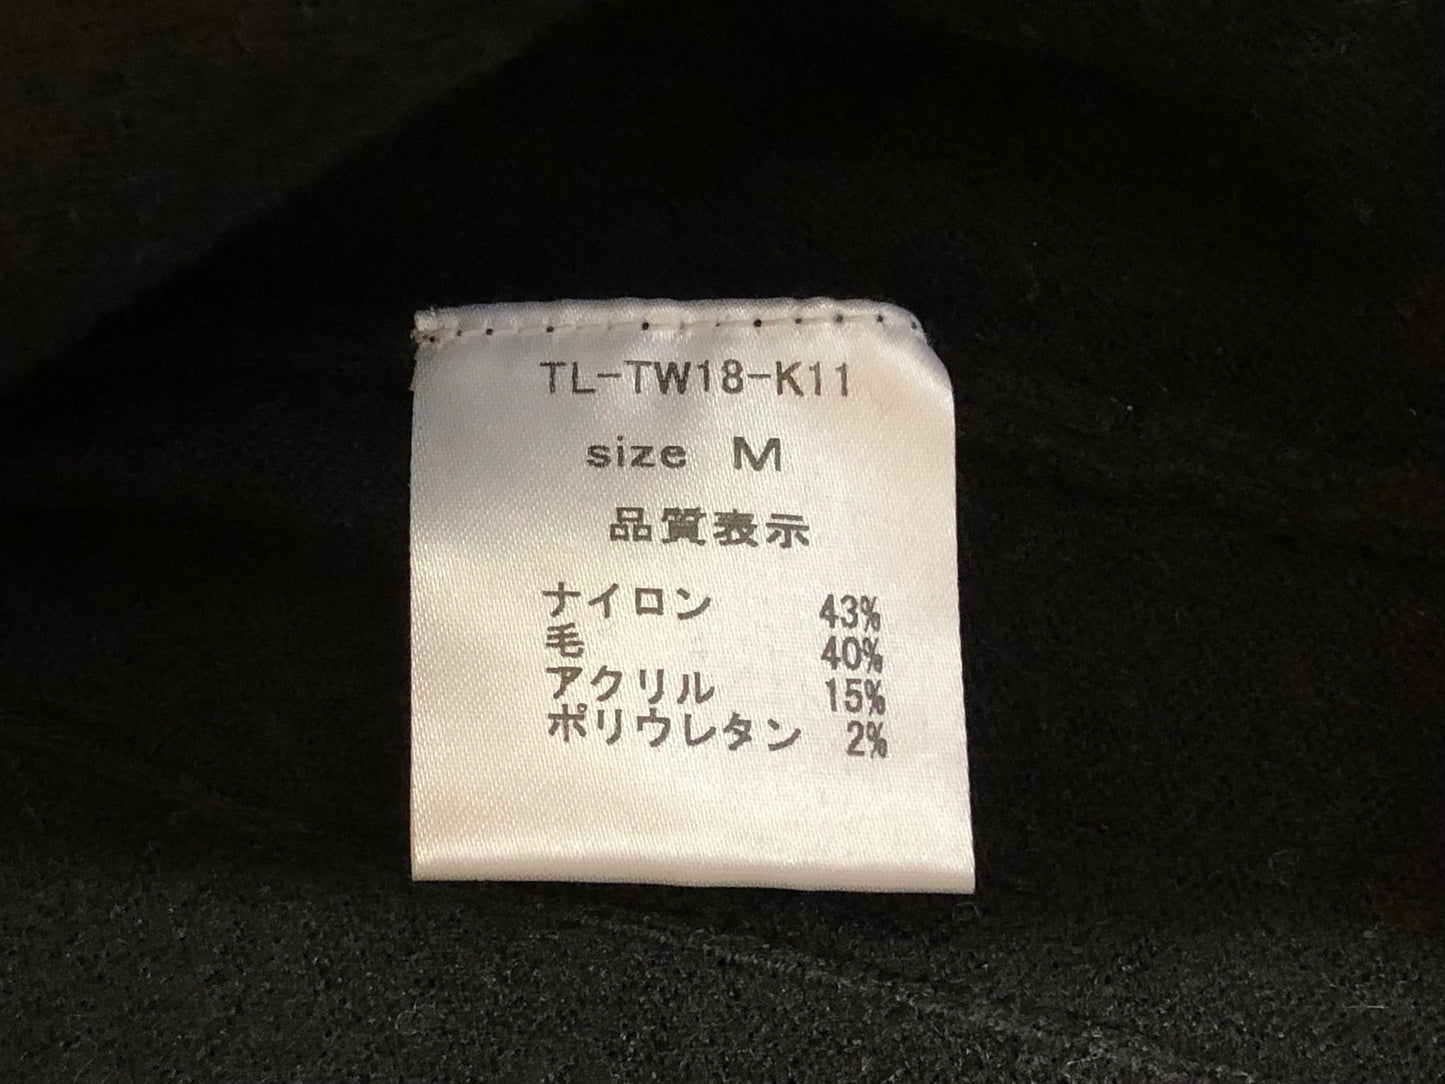 TL-TW18-K11
size M
品質表示
ナイロン 43%
毛 40%
アクリル 15%
ポリウレタン 2%